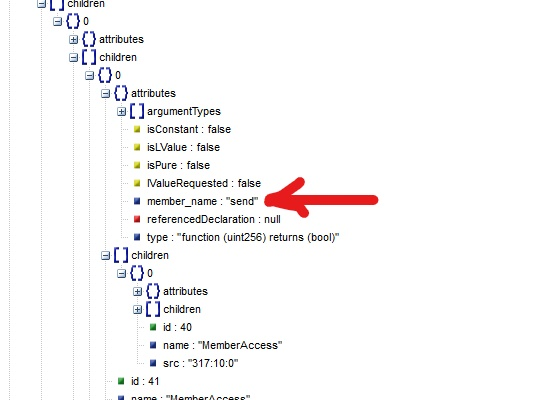 children
0
attributes
children
0
attributes
argumentTypes
isConstant : false
isLValue : false
isPure : false
lValueRequested : false
member_name : "send"
referencedDeclaration : null
type : "function (uint256) returns (bool)"
children
0
attributes
children
id : 40
name : "MemberAccess"
src : "317:10:0"
id : 41
name : "MemberAccess"